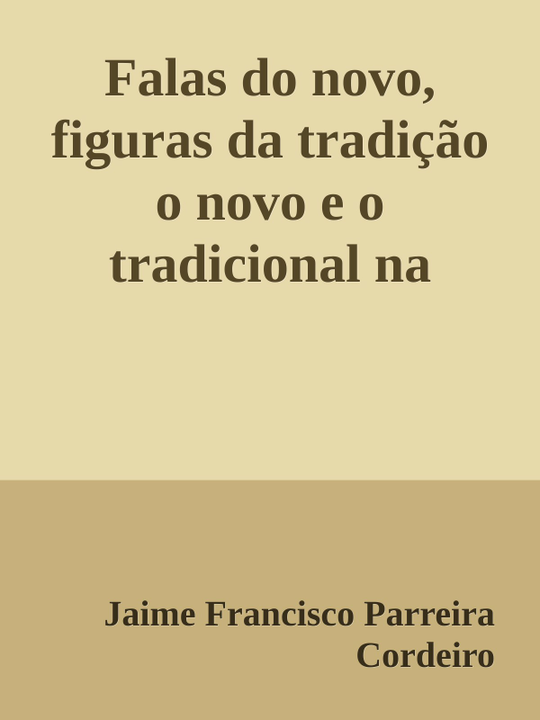 Falas do novo,
figuras da tradição
o novo e o
tradicional na
Jaime Francisco Parreira
Cordeiro